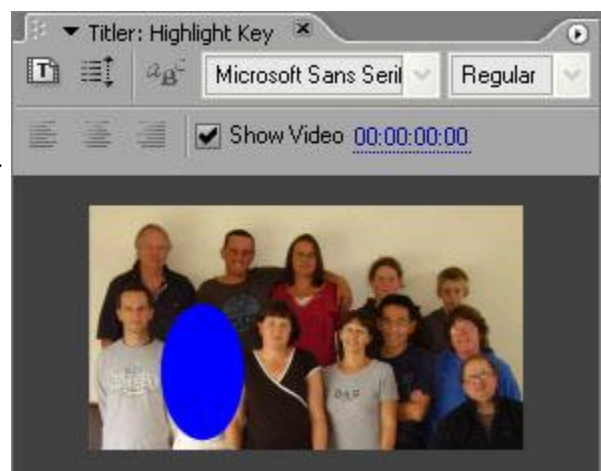 Titler: Highlight Key
Microsoft Sans Serif Regular
Show Video 00:00:00:00